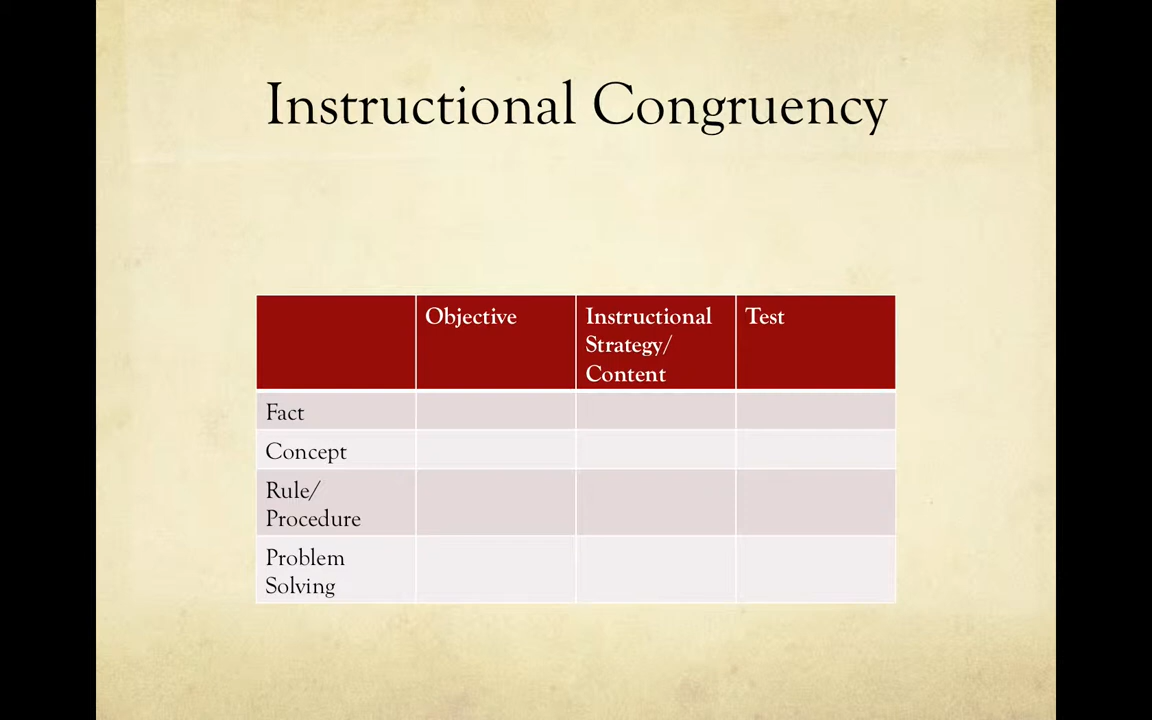 Instructional Congruency
Objective
Instructional
Strategy/
Content
Test
Fact
Concept
Rule/
Procedure
Problem
Solving